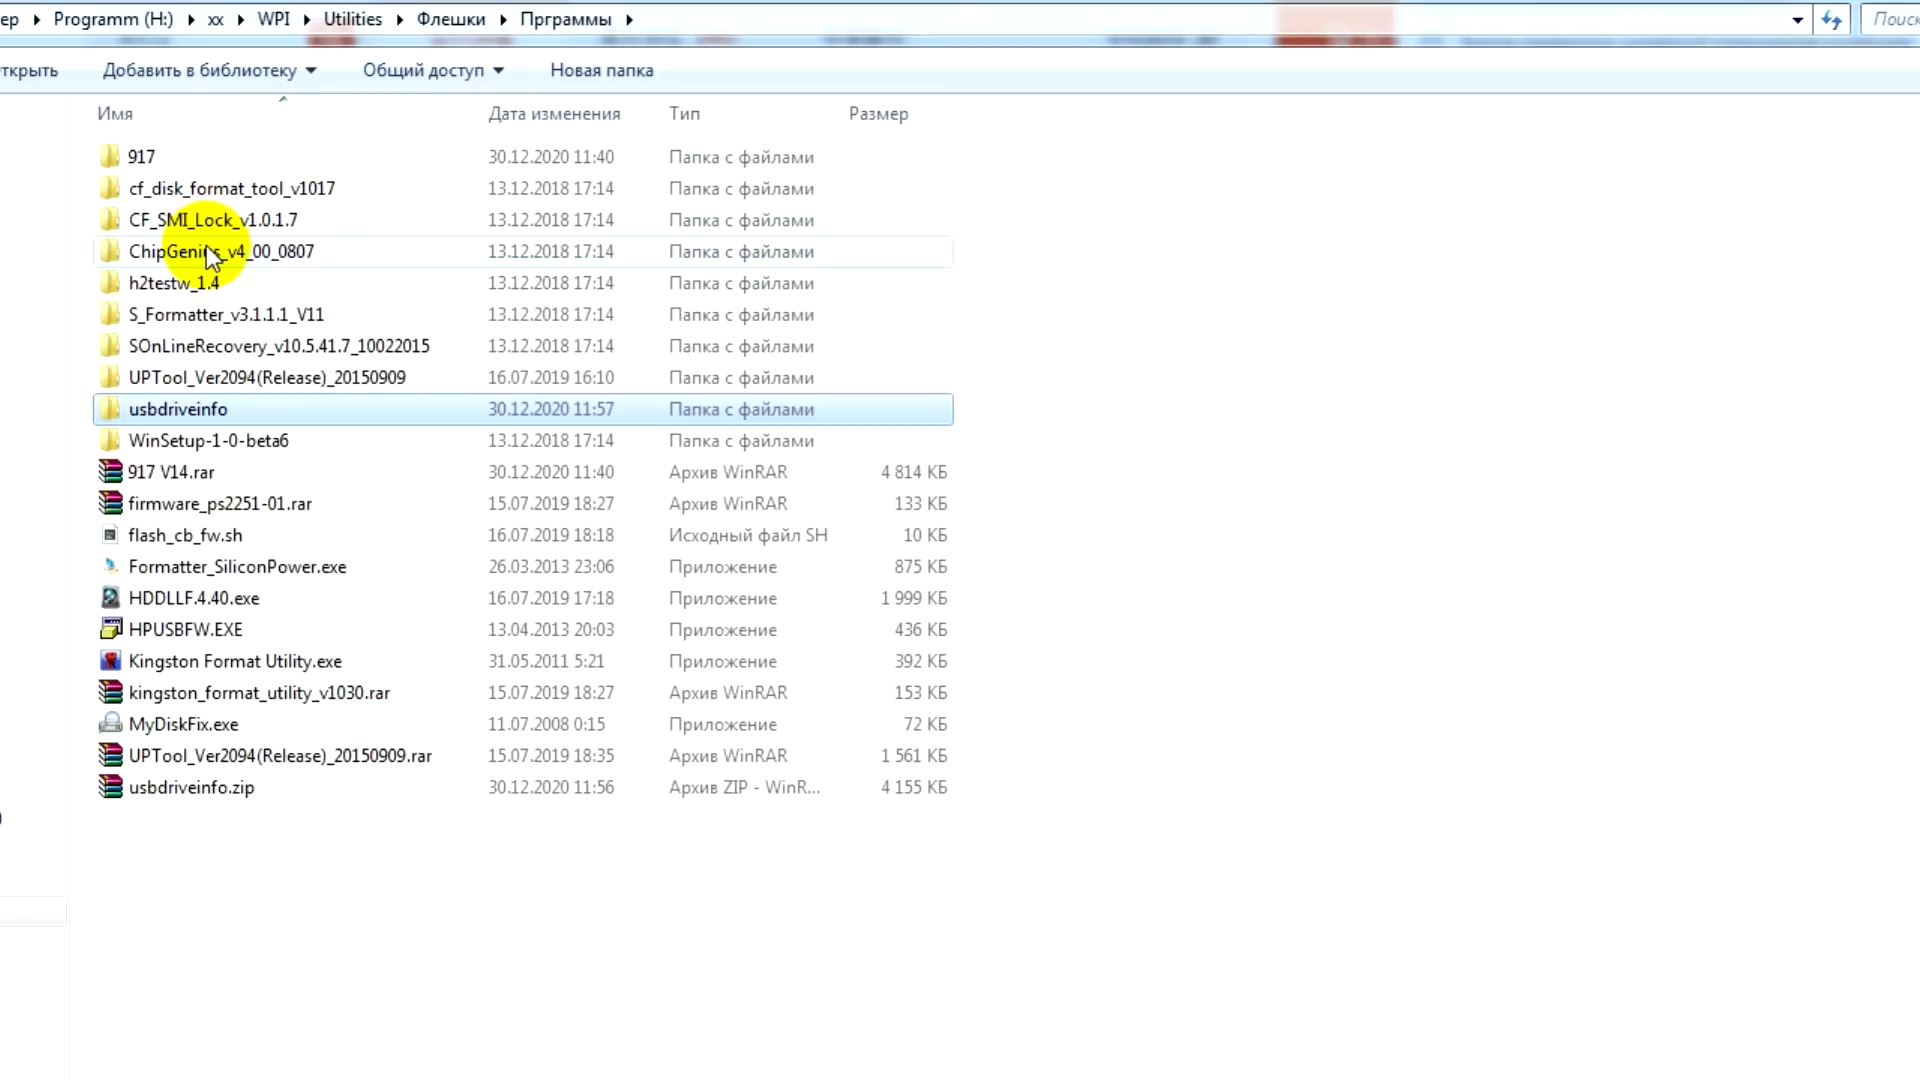 ер ▸ Programm (H:) ▸ xx ▸ WPI ▸ Utilities ▸ Флешки ▸ Прграммы ▸
ткрыть Добавить в библиотеку Общий доступ Новая папка
Имя Дата изменения Тип Размер
917 30.12.2020 11:40 Папка с файлами
cf_disk_format_tool_v1017 13.12.2018 17:14 Папка с файлами
CF_SMI_Lock_v1.0.1.7 13.12.2018 17:14 Папка с файлами
ChipGenius_v4_00_0807 13.12.2018 17:14 Папка с файлами
h2testw_1.4 13.12.2018 17:14 Папка с файлами
S_Formatter_v3.1.1.1_V11 13.12.2018 17:14 Папка с файлами
SOnLineRecovery_v10.5.41.7_10022015 13.12.2018 17:14 Папка с файлами
UPTool_Ver2094(Release)_20150909 16.07.2019 16:10 Папка с файлами
usbdriveinfo 30.12.2020 11:57 Папка с файлами
WinSetup-1-0-beta6 13.12.2018 17:14 Папка с файлами
917 V14.rar 30.12.2020 11:40 Архив WinRAR 4 814 КБ
firmware_ps2251-01.rar 15.07.2019 18:27 Архив WinRAR 133 КБ
flash_cb_fw.sh 16.07.2019 18:18 Исходный файл SH 10 КБ
Formatter_SiliconPower.exe 26.03.2013 23:06 Приложение 875 КБ
HDDLLF.4.40.exe 16.07.2019 17:18 Приложение 1 999 КБ
HPUSBFW.EXE 13.04.2013 20:03 Приложение 436 КБ
Kingston Format Utility.exe 31.05.2011 5:21 Приложение 392 КБ
kingston_format_utility_v1030.rar 15.07.2019 18:27 Архив WinRAR 153 КБ
MyDiskFix.exe 11.07.2008 0:15 Приложение 72 КБ
UPTool_Ver2094(Release)_20150909.rar 15.07.2019 18:35 Архив WinRAR 1 561 КБ
usbdriveinfo.zip 30.12.2020 11:56 Архив ZIP - WinR... 4 155 КБ